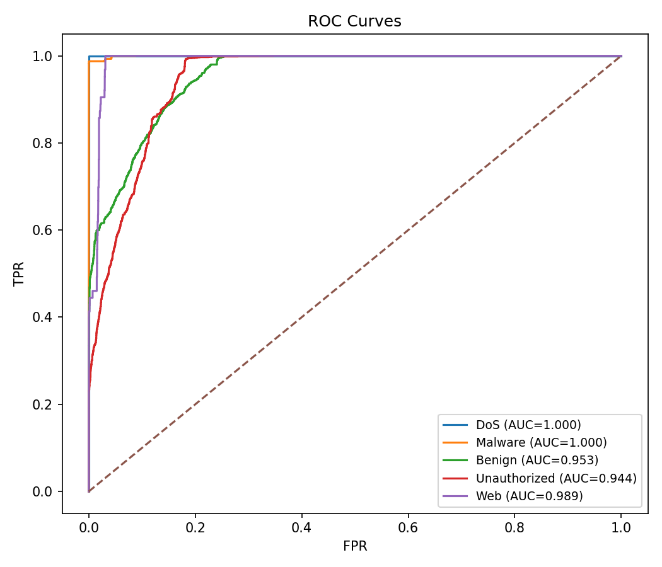 ROC Curves
1.0
0.8
0.6
0.4
0.2
0.0
TPR
0.0 0.2 0.4 0.6 0.8 1.0
FPR
DoS (AUC=1.000)
Malware (AUC=1.000)
Benign (AUC=0.953)
Unauthorized (AUC=0.944)
Web (AUC=0.989)